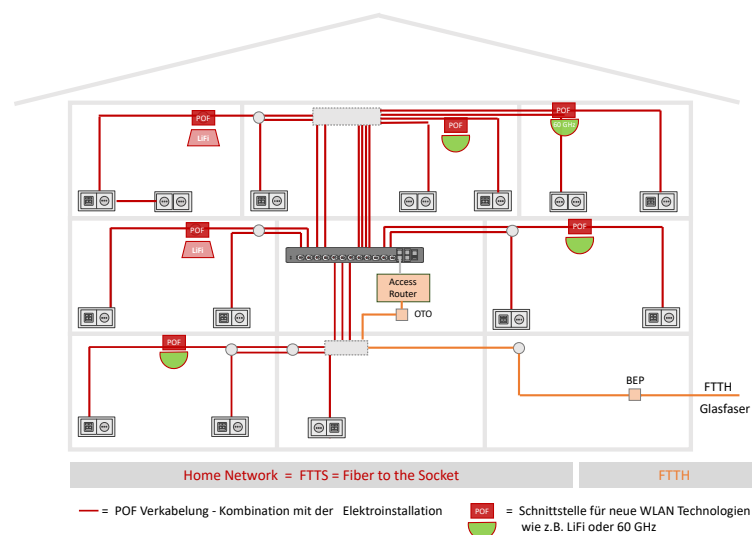 POF
LiFi
POF
POF
60 GHz
POF
LiFi
POF
Access
Router
OTO
POF
BEP
FTTH
Glasfaser
Home Network = FTTS = Fiber to the Socket
FTTH
= POF Verkabelung - Kombination mit der Elektroinstallation
POF
= Schnittstelle für neue WLAN Technologien
wie z.B. LiFi oder 60 GHz